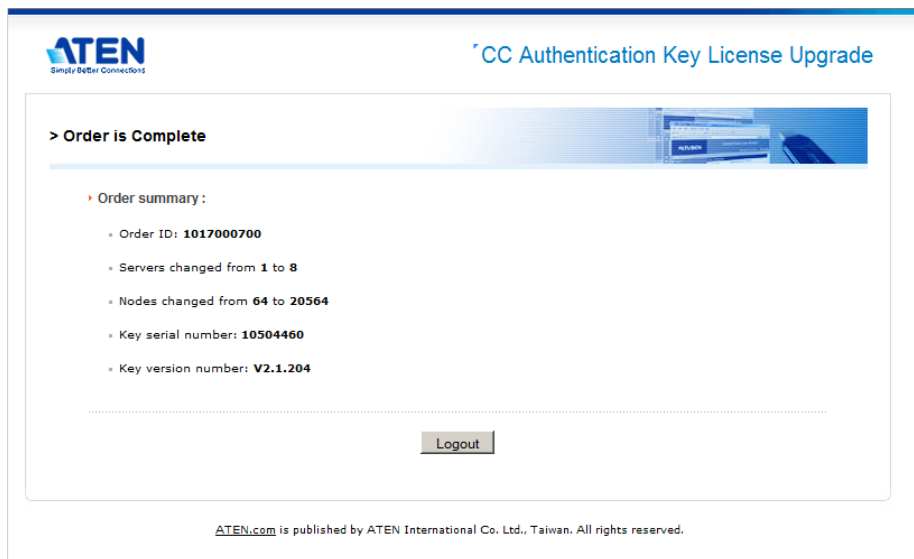 ATEN
Simply Better Connections
CC Authentication Key License Upgrade
> Order is Complete
ALTUSEN
Order summary :
Order ID: 1017000700
Servers changed from 1 to 8
Nodes changed from 64 to 20564
Key serial number: 10504460
Key version number: V2.1.204
Logout
ATEN.com is published by ATEN International Co. Ltd., Taiwan. All rights reserved.